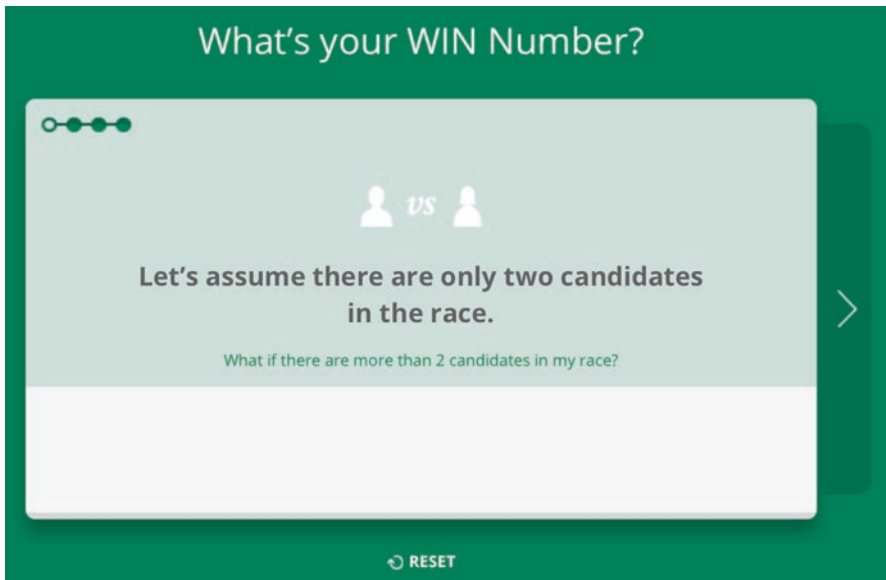 What’s your WIN Number?
vs
Let’s assume there are only two candidates
in the race.
What if there are more than 2 candidates in my race?
RESET